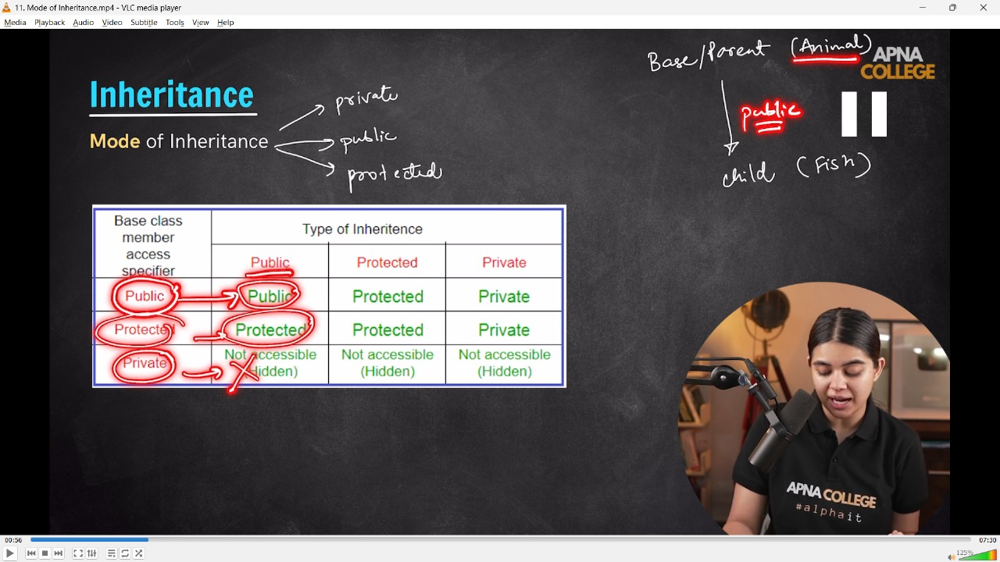 11. Mode of Inheritance.mp4 - VLC media player
Media Playback Audio Video Subtitle Tools View Help
Base/Parent (Animal)
APNA
COLLEGE
Inheritance
private
public
Mode of Inheritance
public
protected
child (Fish)
Base class
member
access
specifier
Type of Inheritence
Public Protected Private
Public Public Protected Private
Protected Protected Protected Private
Private Not accessible (Hidden) Not accessible (Hidden) Not accessible (Hidden)
APNA COLLEGE
#alphait
00:56 07:30
125%